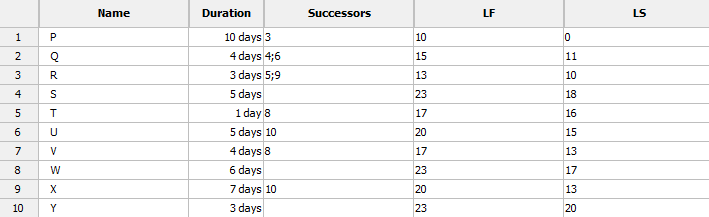 Name Duration Successors LF LS
1 P 10 days 3 10 0
2 Q 4 days 4;6 15 11
3 R 3 days 5;9 13 10
4 S 5 days 23 18
5 T 1 day 8 17 16
6 U 5 days 10 20 15
7 V 4 days 8 17 13
8 W 6 days 23 17
9 X 7 days 10 20 13
10 Y 3 days 23 20